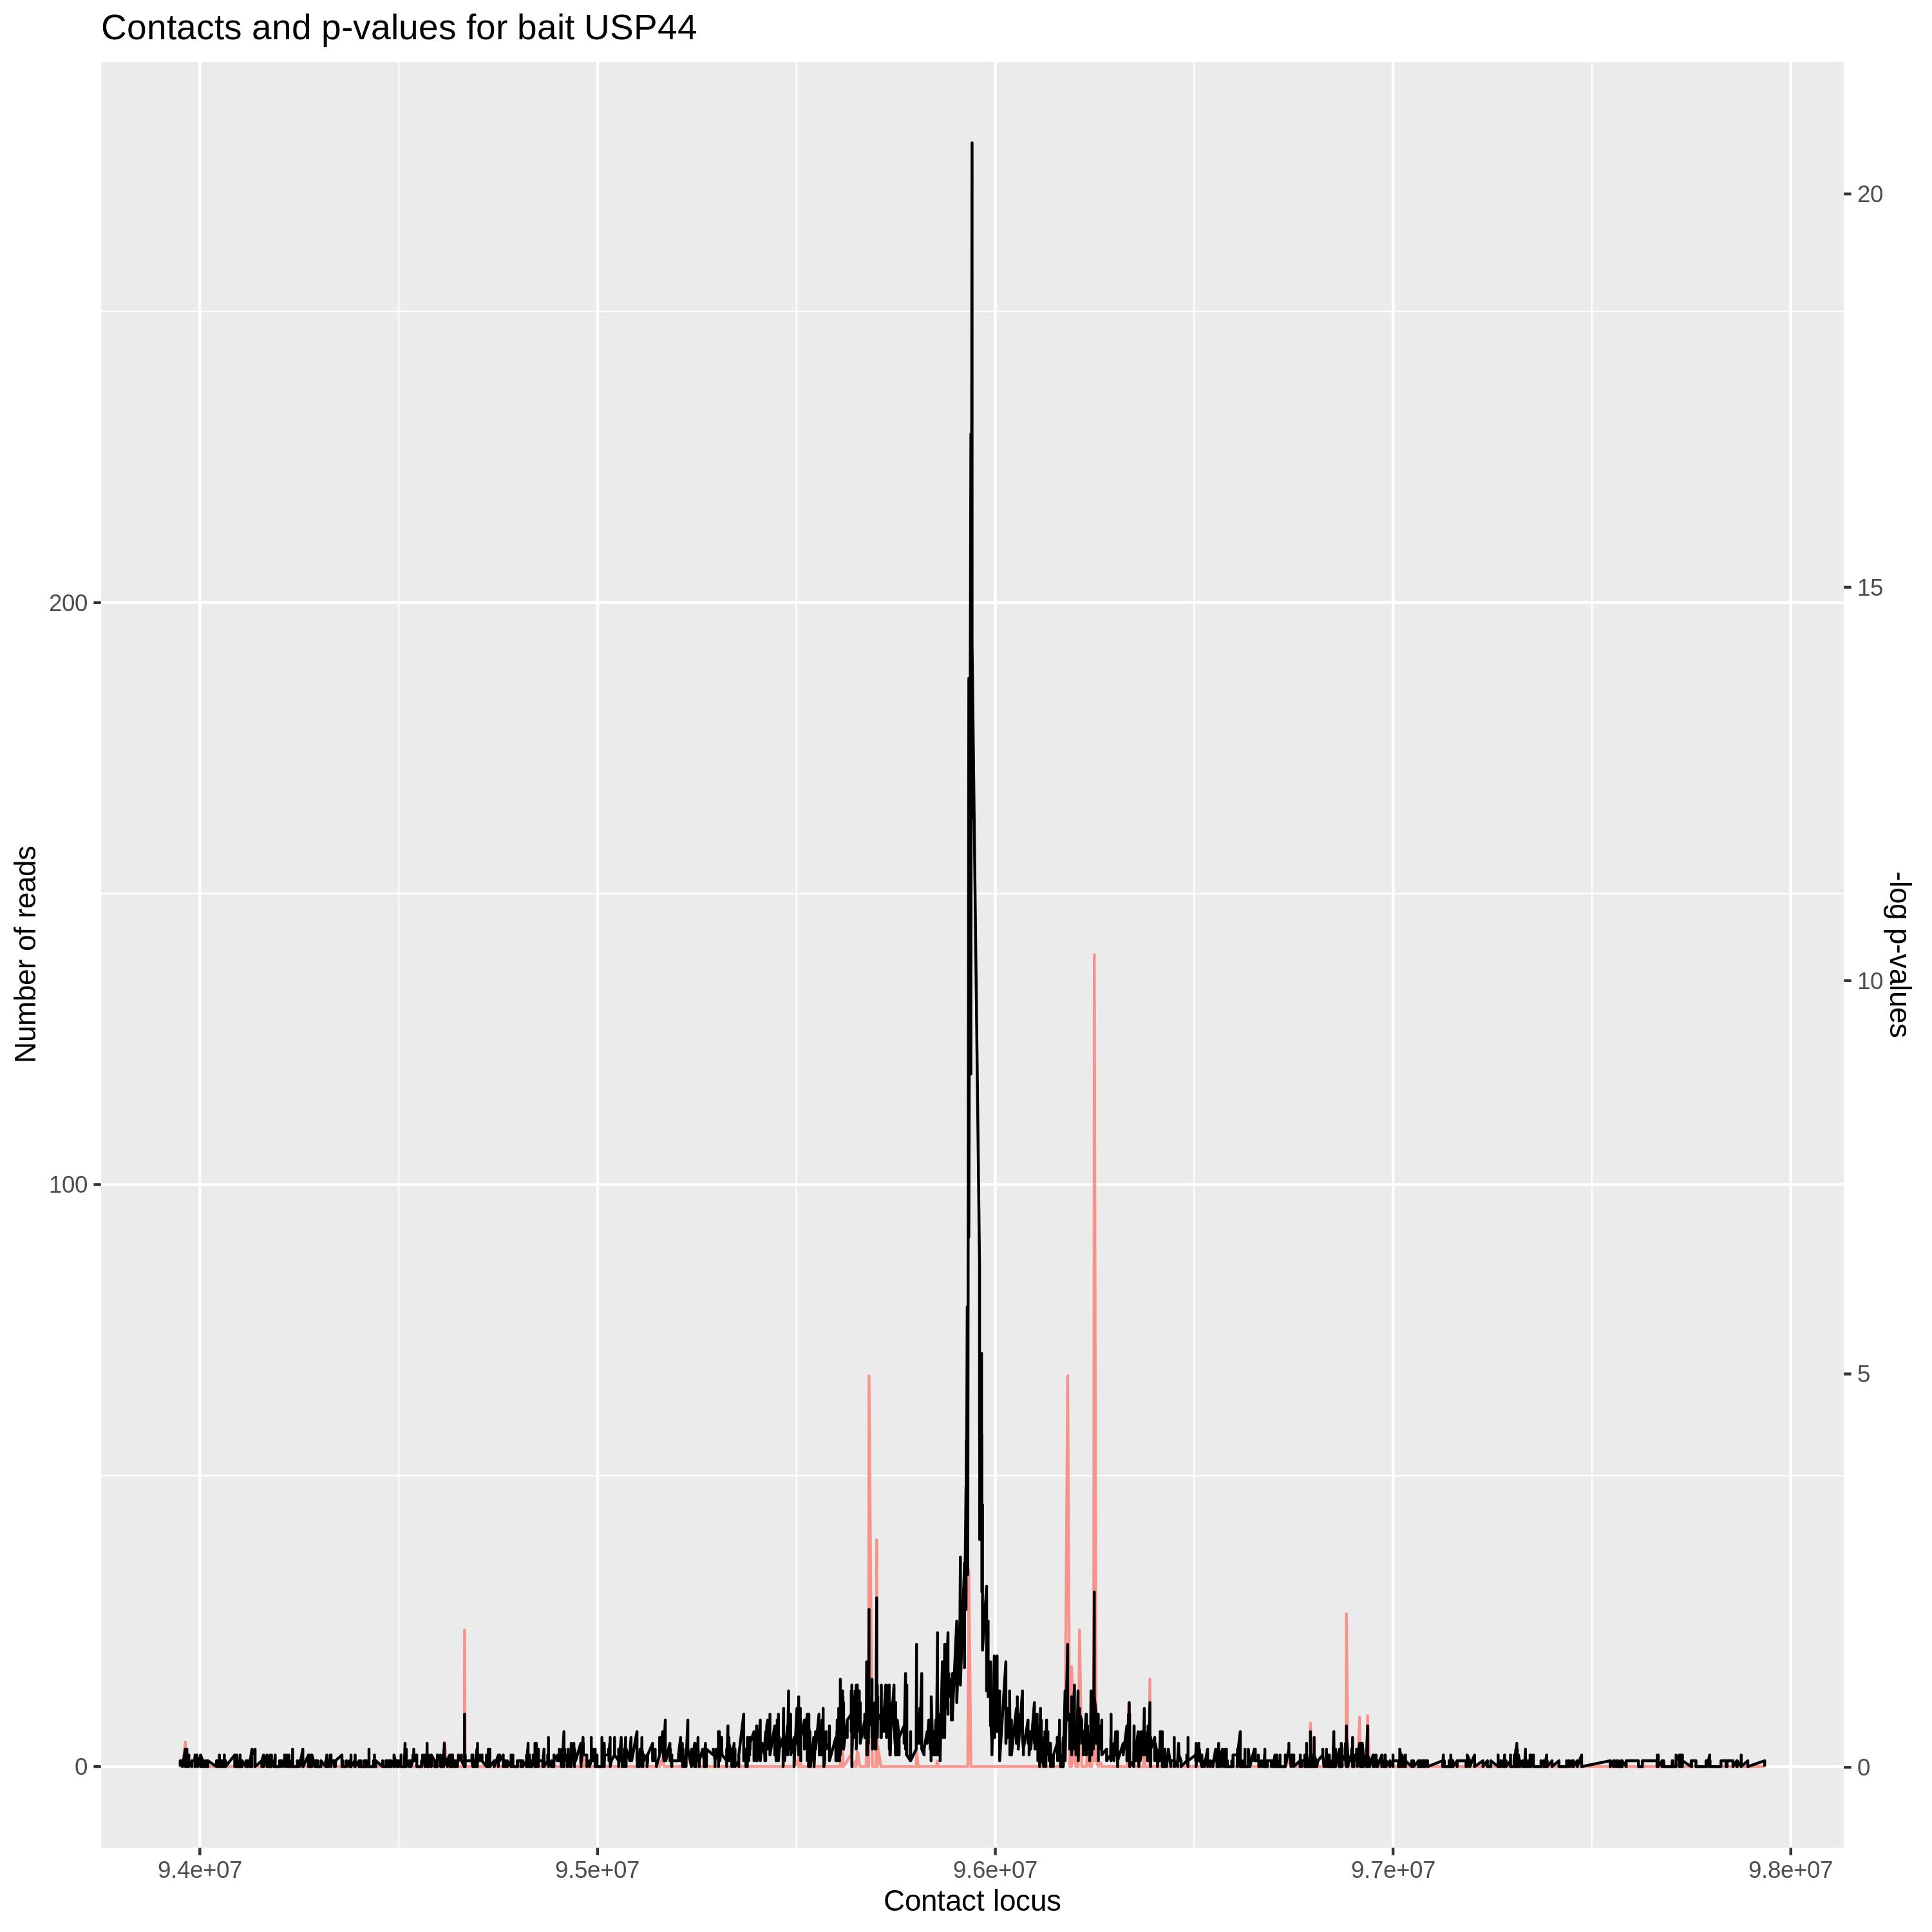 Contacts and p-values for bait USP44
Number of reads
200
100
0
20
15
10
5
0
-log p-values
9.4e+07
9.5e+07
9.6e+07
9.7e+07
9.8e+07
Contact locus